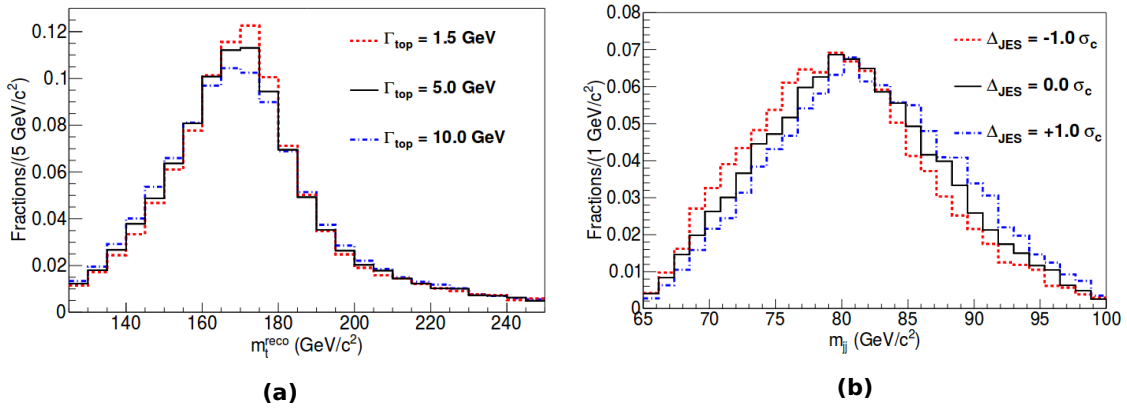 Fractions/(5 GeV/c²)
0.12
0.1
0.08
0.06
0.04
0.02
0
Γtop = 1.5 GeV
Γtop = 5.0 GeV
Γtop = 10.0 GeV
140 160 180 200 220 240
m_t^reco (GeV/c²)
(a)
Fractions/(1 GeV/c²)
0.08
0.07
0.06
0.05
0.04
0.03
0.02
0.01
0
ΔJES = -1.0 σc
ΔJES = 0.0 σc
ΔJES = +1.0 σc
65 70 75 80 85 90 95 100
mjj (GeV/c²)
(b)